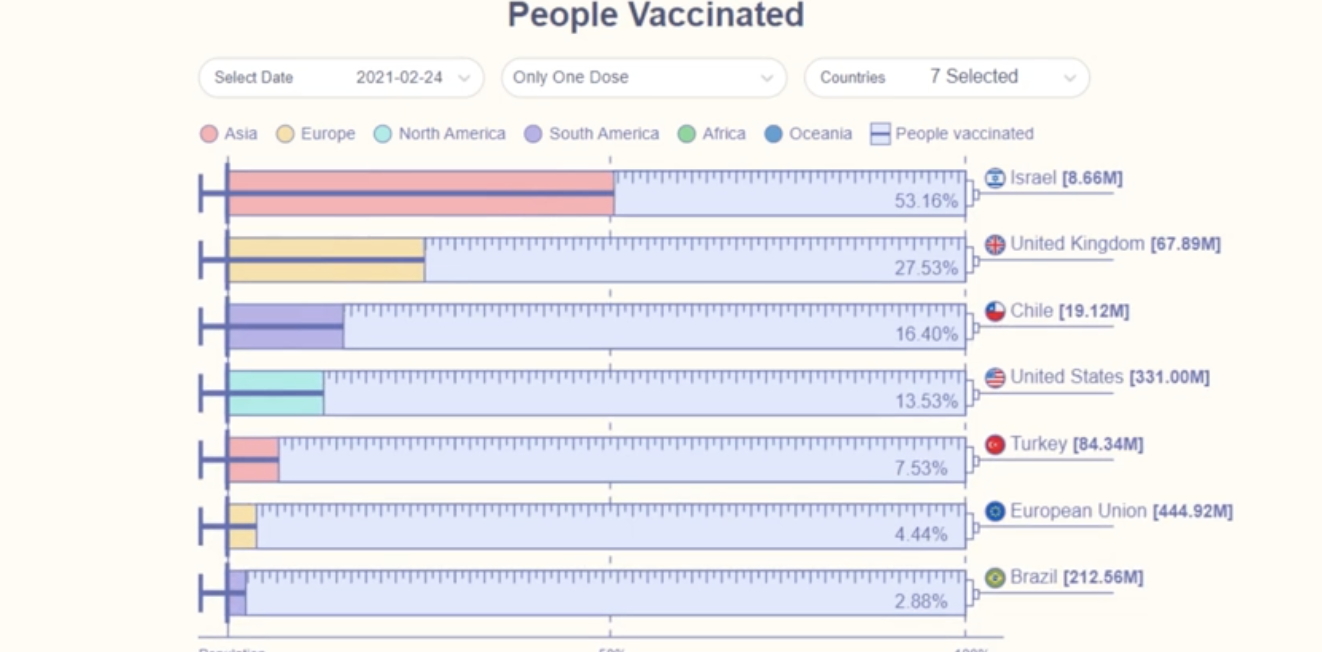 People Vaccinated
Select Date 2021-02-24 Only One Dose Countries 7 Selected
Asia Europe North America South America Africa Oceania People vaccinated
53.16% Israel [8.66M]
27.53% United Kingdom [67.89M]
16.40% Chile [19.12M]
13.53% United States [331.00M]
7.53% Turkey [84.34M]
4.44% European Union [444.92M]
2.88% Brazil [212.56M]